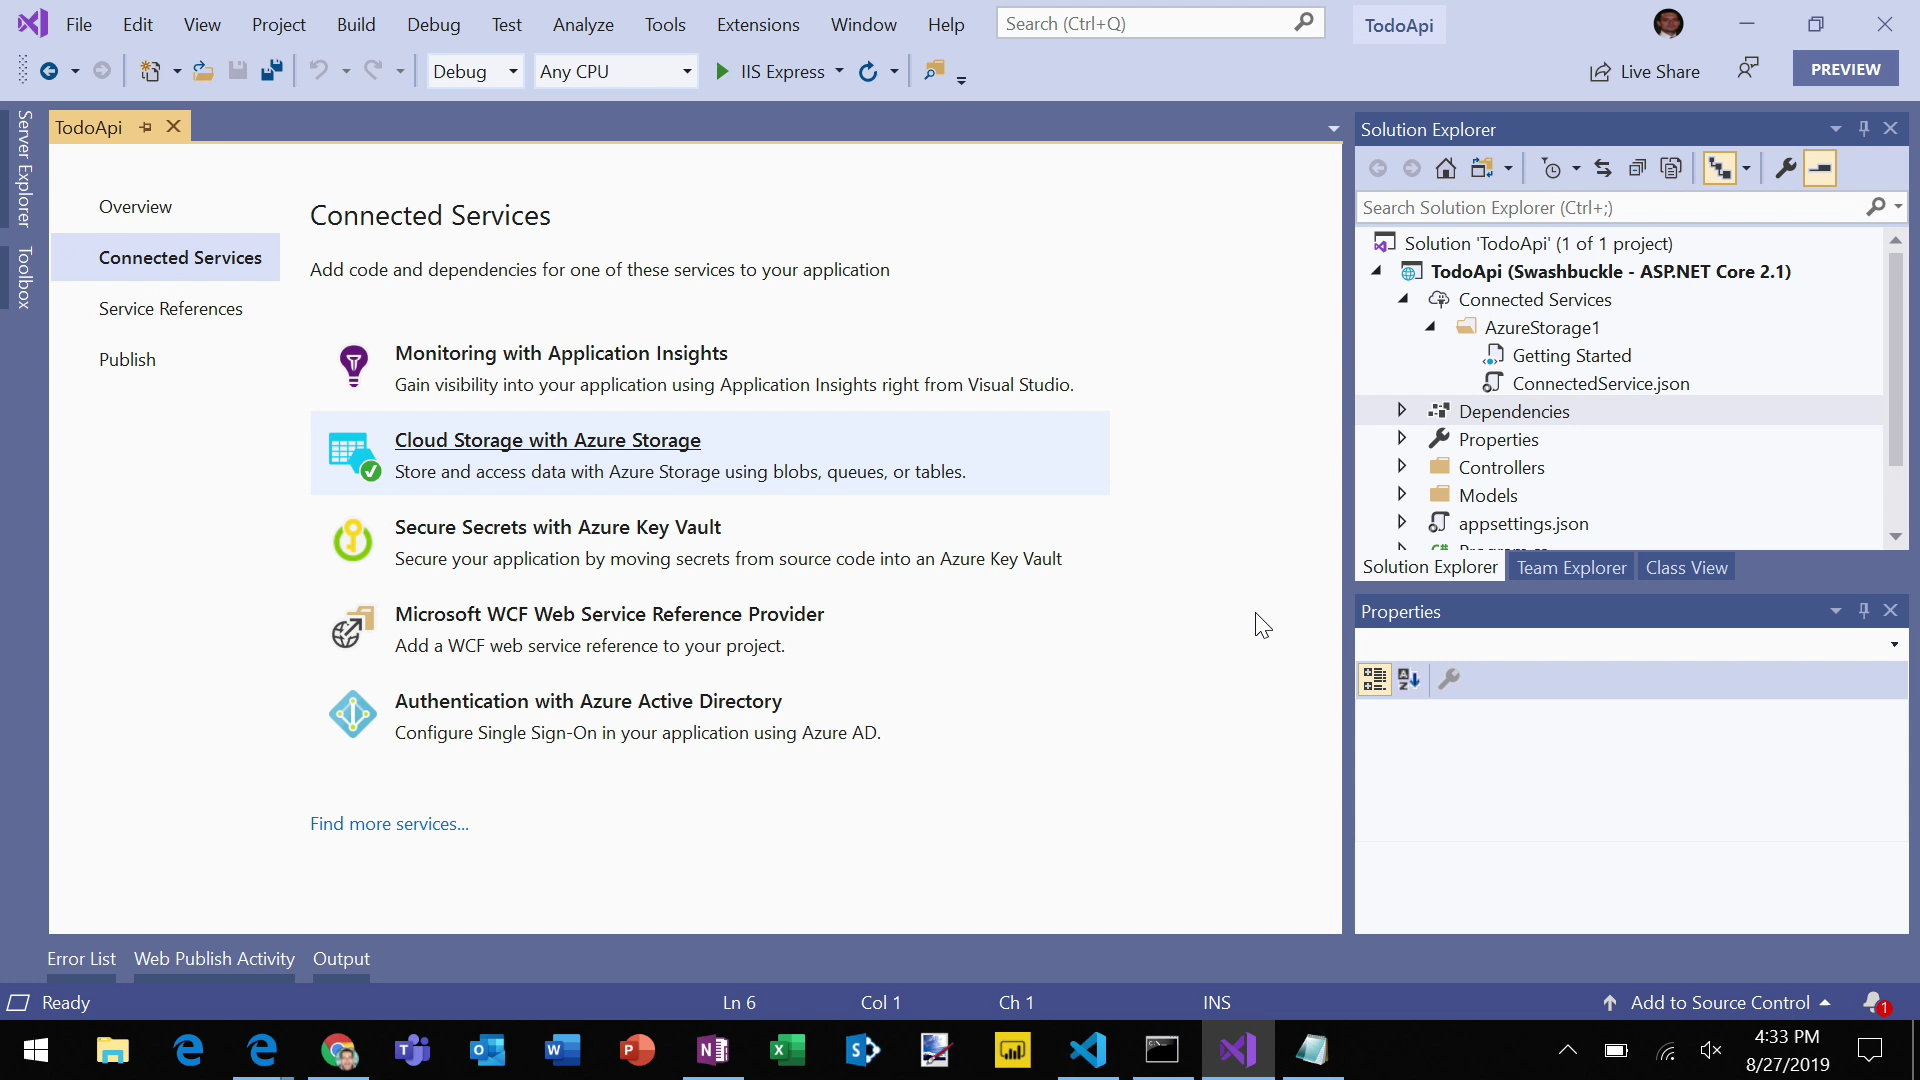 File Edit View Project Build Debug Test Analyze Tools Extensions Window Help Search (Ctrl+Q) TodoApi
Debug Any CPU IIS Express Live Share PREVIEW
Server Explorer
Toolbox
TodoApi
Overview
Connected Services
Service References
Publish
Connected Services
Add code and dependencies for one of these services to your application
Monitoring with Application Insights
Gain visibility into your application using Application Insights right from Visual Studio.
Cloud Storage with Azure Storage
Store and access data with Azure Storage using blobs, queues, or tables.
Secure Secrets with Azure Key Vault
Secure your application by moving secrets from source code into an Azure Key Vault
Microsoft WCF Web Service Reference Provider
Add a WCF web service reference to your project.
Authentication with Azure Active Directory
Configure Single Sign-On in your application using Azure AD.
Find more services...
Solution Explorer
Search Solution Explorer (Ctrl+;)
Solution 'TodoApi' (1 of 1 project)
TodoApi (Swashbuckle - ASP.NET Core 2.1)
Connected Services
AzureStorage1
Getting Started
ConnectedService.json
Dependencies
Properties
Controllers
Models
appsettings.json
Solution Explorer Team Explorer Class View
Properties
Error List Web Publish Activity Output
Ready Ln 6 Col 1 Ch 1 INS Add to Source Control 1
4:33 PM
8/27/2019